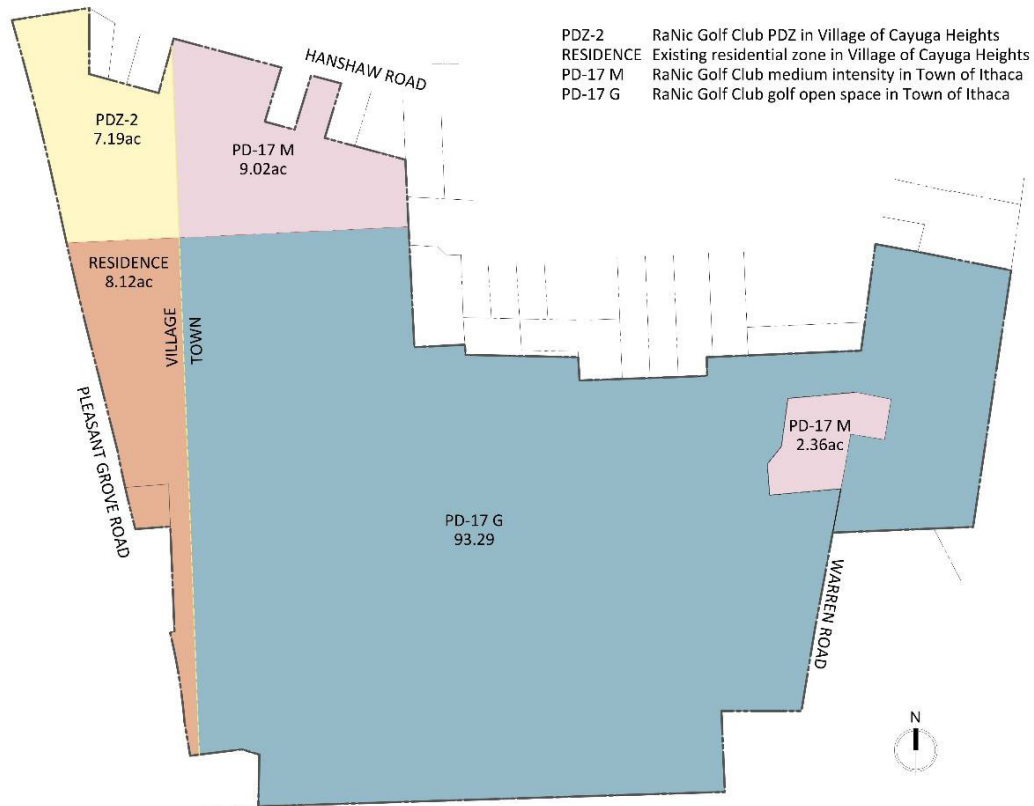 PDZ-2 RaNic Golf Club PDZ in Village of Cayuga Heights
RESIDENCE Existing residential zone in Village of Cayuga Heights
PD-17 M RaNic Golf Club medium intensity in Town of Ithaca
PD-17 G RaNic Golf Club golf open space in Town of Ithaca
HANSHAW ROAD
PDZ-2
7.19ac
PD-17 M
9.02ac
RESIDENCE
8.12ac
VILLAGE
TOWN
PLEASANT GROVE ROAD
PD-17 M
2.36ac
PD-17 G
93.29
WARREN ROAD
N